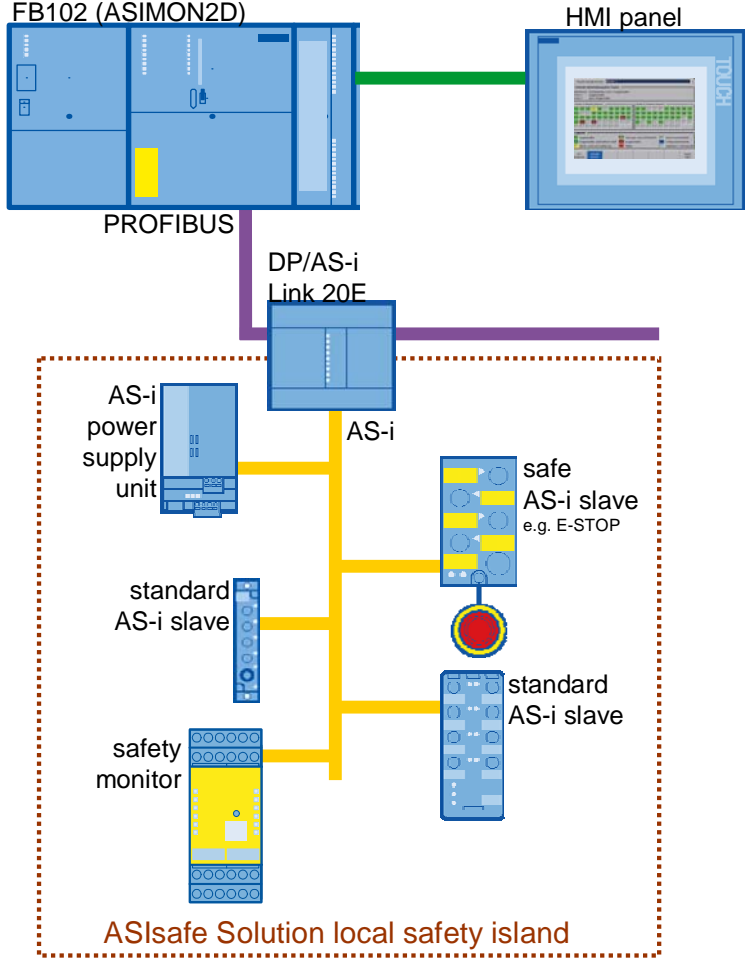 FB102 (ASIMON2D)
HMI panel
TOUCH
PROFIBUS
DP/AS-i
Link 20E
AS-i
power
supply
unit
AS-i
safe
AS-i slave
e.g. E-STOP
standard
AS-i slave
standard
AS-i slave
safety
monitor
ASIsafe Solution local safety island